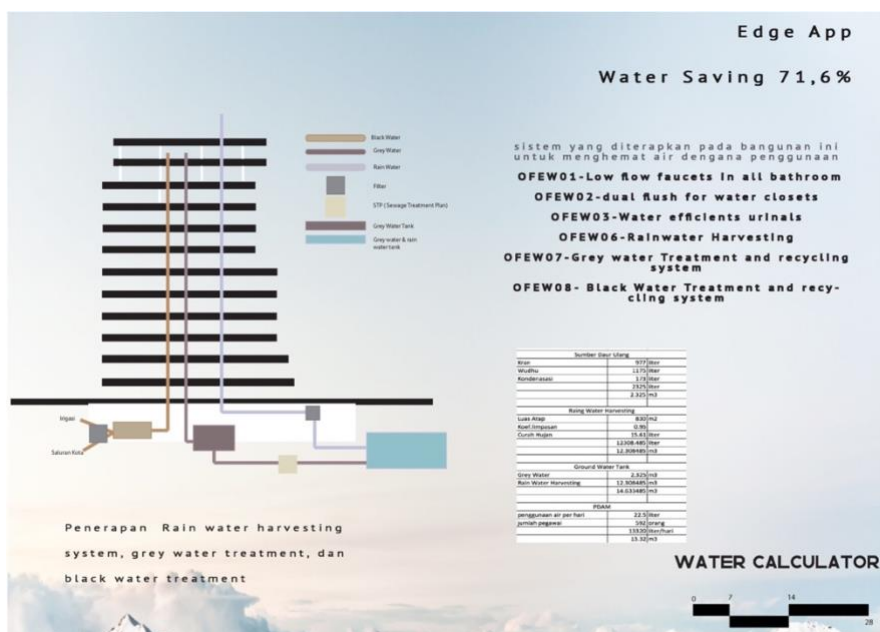 Edge App
Water Saving 71,6%
sistem yang diterapkan pada bangunan ini
untuk menghemat air dengana penggunaan
OFEW01-Low flow faucets in all bathroom
OFEW02-dual flush for water closets
OFEW03-Water efficients urinals
OFEW06-Rainwater Harvesting
OFEW07-Grey water Treatment and recycling
system
OFEW08- Black Water Treatment and recy-
cling system
Black Water
Grey Water
Rain Water
Filter
STP ( Sewage Treatment Plan)
Grey Water Tank
Grey water & rain
water tank
Irigasi
Saluran Kota
Sumber Daur Ulang
Kran 977 liter
Wudhu 1175 liter
Kondensasi 173 liter
2325 liter
2.325 m3
Raing Water Harvesting
Luas Atap 830 m2
Koef.limpasan 0.95
Curah Hujan 15.61 liter
12308.485 liter
12.308485 m3
Ground Water Tank
Grey Water 2.325 m3
Rain Water Harvesting 12.308485 m3
14.633485 m3
PDAM
penggunaan air per hari 22.5 liter
jumlah pegawai 592 orang
13320 liter/hari
13.32 m3
Penerapan Rain water harvesting
system, grey water treatment, dan
black water treatment
WATER CALCULATOR
0 7 14
28